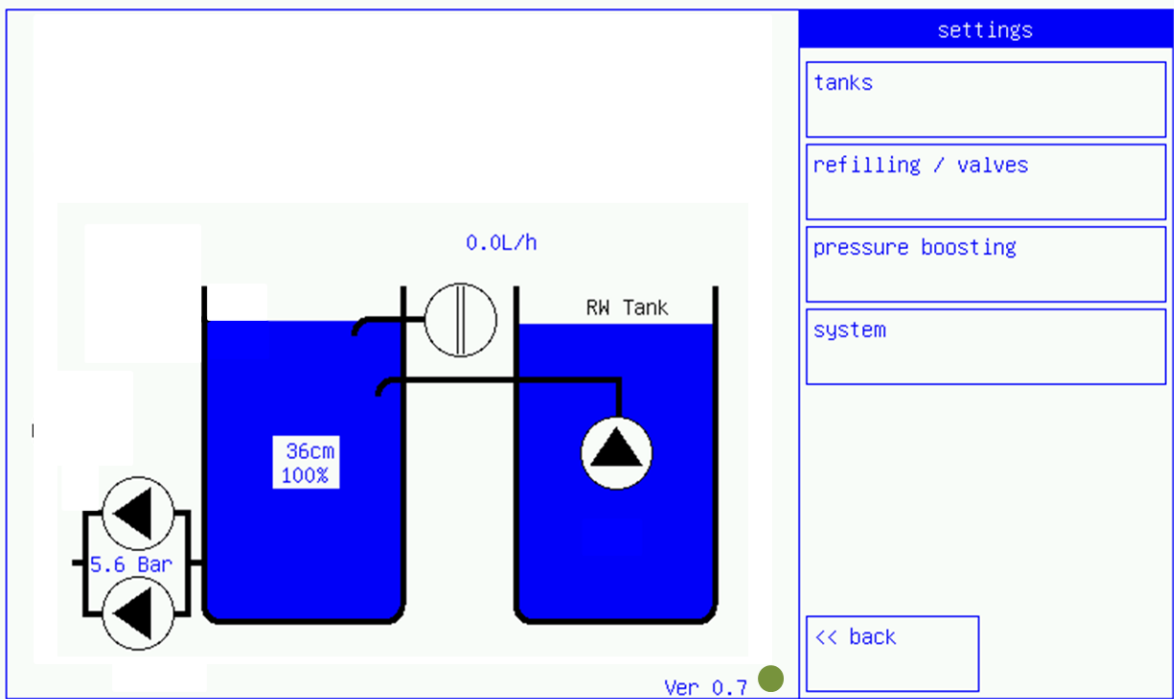 settings
tanks
refilling / valves
pressure boosting
system
0.0L/h
RW Tank
36cm
100%
5.6 Bar
<< back
Ver 0.7